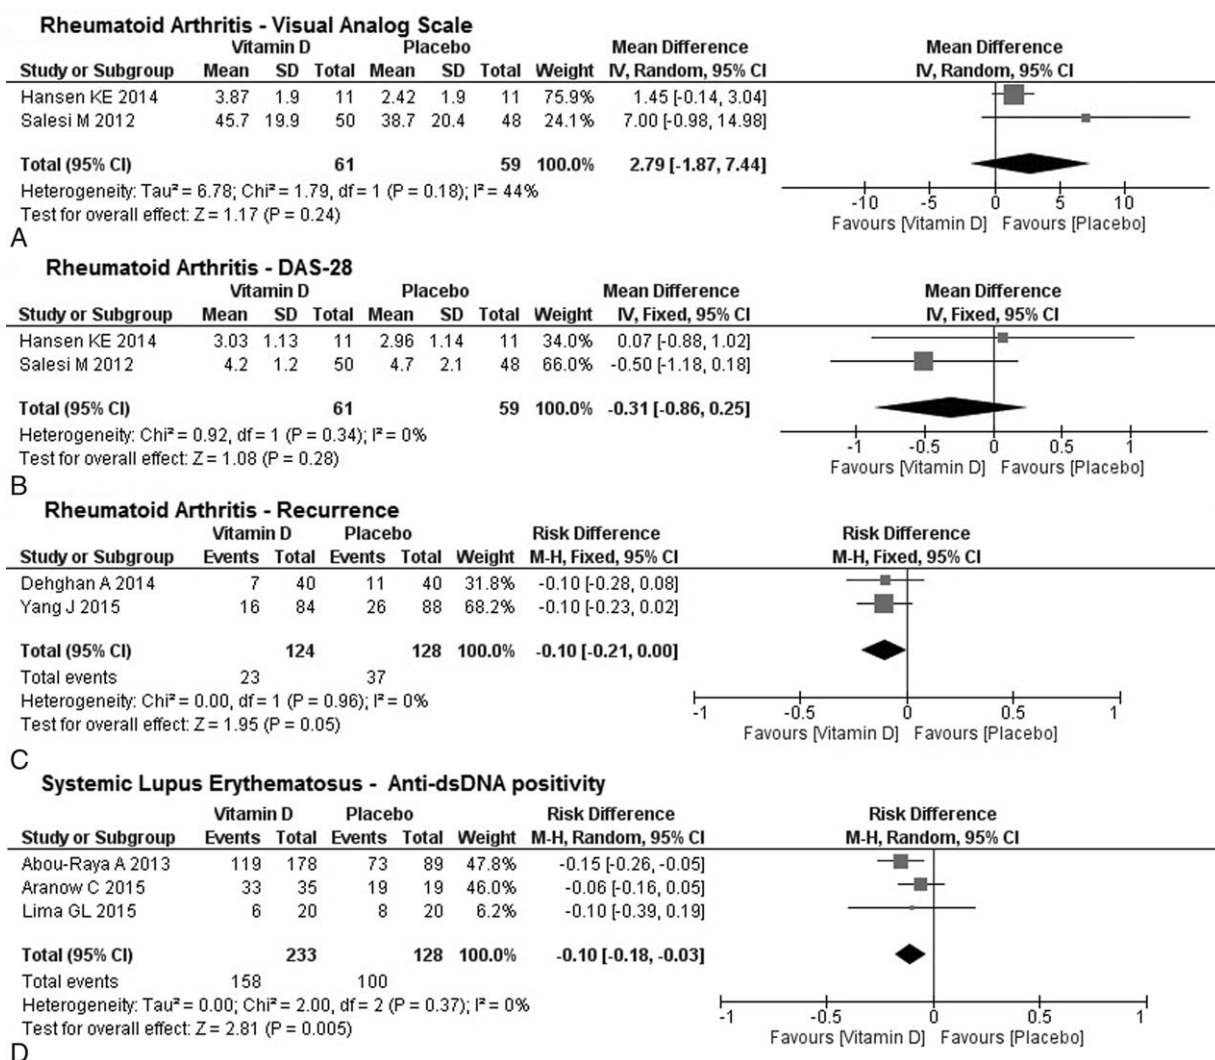 Rheumatoid Arthritis - Visual Analog Scale
Vitamin D Placebo Mean Difference Mean Difference
Study or Subgroup Mean SD Total Mean SD Total Weight IV, Random, 95% CI IV, Random, 95% CI
Hansen KE 2014 3.87 1.9 11 2.42 1.9 11 75.9% 1.45 [-0.14, 3.04]
Salesi M 2012 45.7 19.9 50 38.7 20.4 48 24.1% 7.00 [-0.98, 14.98]
Total (95% CI) 61 59 100.0% 2.79 [-1.87, 7.44]
Heterogeneity: Tau² = 6.78; Chi² = 1.79, df = 1 (P = 0.18); I² = 44%
Test for overall effect: Z = 1.17 (P = 0.24)
-10 -5 0 5 10
Favours [Vitamin D] Favours [Placebo]
A
Rheumatoid Arthritis - DAS-28
Vitamin D Placebo Mean Difference Mean Difference
Study or Subgroup Mean SD Total Mean SD Total Weight IV, Fixed, 95% CI IV, Fixed, 95% CI
Hansen KE 2014 3.03 1.13 11 2.96 1.14 11 34.0% 0.07 [-0.88, 1.02]
Salesi M 2012 4.2 1.2 50 4.7 2.1 48 66.0% -0.50 [-1.18, 0.18]
Total (95% CI) 61 59 100.0% -0.31 [-0.86, 0.25]
Heterogeneity: Chi² = 0.92, df = 1 (P = 0.34); I² = 0%
Test for overall effect: Z = 1.08 (P = 0.28)
-1 -0.5 0 0.5 1
Favours [Vitamin D] Favours [Placebo]
B
Rheumatoid Arthritis - Recurrence
Vitamin D Placebo Risk Difference Risk Difference
Study or Subgroup Events Total Events Total Weight M-H, Fixed, 95% CI M-H, Fixed, 95% CI
Dehghan A 2014 7 40 11 40 31.8% -0.10 [-0.28, 0.08]
Yang J 2015 16 84 26 88 68.2% -0.10 [-0.23, 0.02]
Total (95% CI) 124 128 100.0% -0.10 [-0.21, 0.00]
Total events 23 37
Heterogeneity: Chi² = 0.00, df = 1 (P = 0.96); I² = 0%
Test for overall effect: Z = 1.95 (P = 0.05)
-1 -0.5 0 0.5 1
Favours [Vitamin D] Favours [Placebo]
C
Systemic Lupus Erythematosus - Anti-dsDNA positivity
Vitamin D Placebo Risk Difference Risk Difference
Study or Subgroup Events Total Events Total Weight M-H, Random, 95% CI M-H, Random, 95% CI
Abou-Raya A 2013 119 178 73 89 47.8% -0.15 [-0.26, -0.05]
Aranow C 2015 33 35 19 19 46.0% -0.06 [-0.16, 0.05]
Lima GL 2015 6 20 8 20 6.2% -0.10 [-0.39, 0.19]
Total (95% CI) 233 128 100.0% -0.10 [-0.18, -0.03]
Total events 158 100
Heterogeneity: Tau² = 0.00; Chi² = 2.00, df = 2 (P = 0.37); I² = 0%
Test for overall effect: Z = 2.81 (P = 0.005)
-1 -0.5 0 0.5 1
Favours [Vitamin D] Favours [Placebo]
D